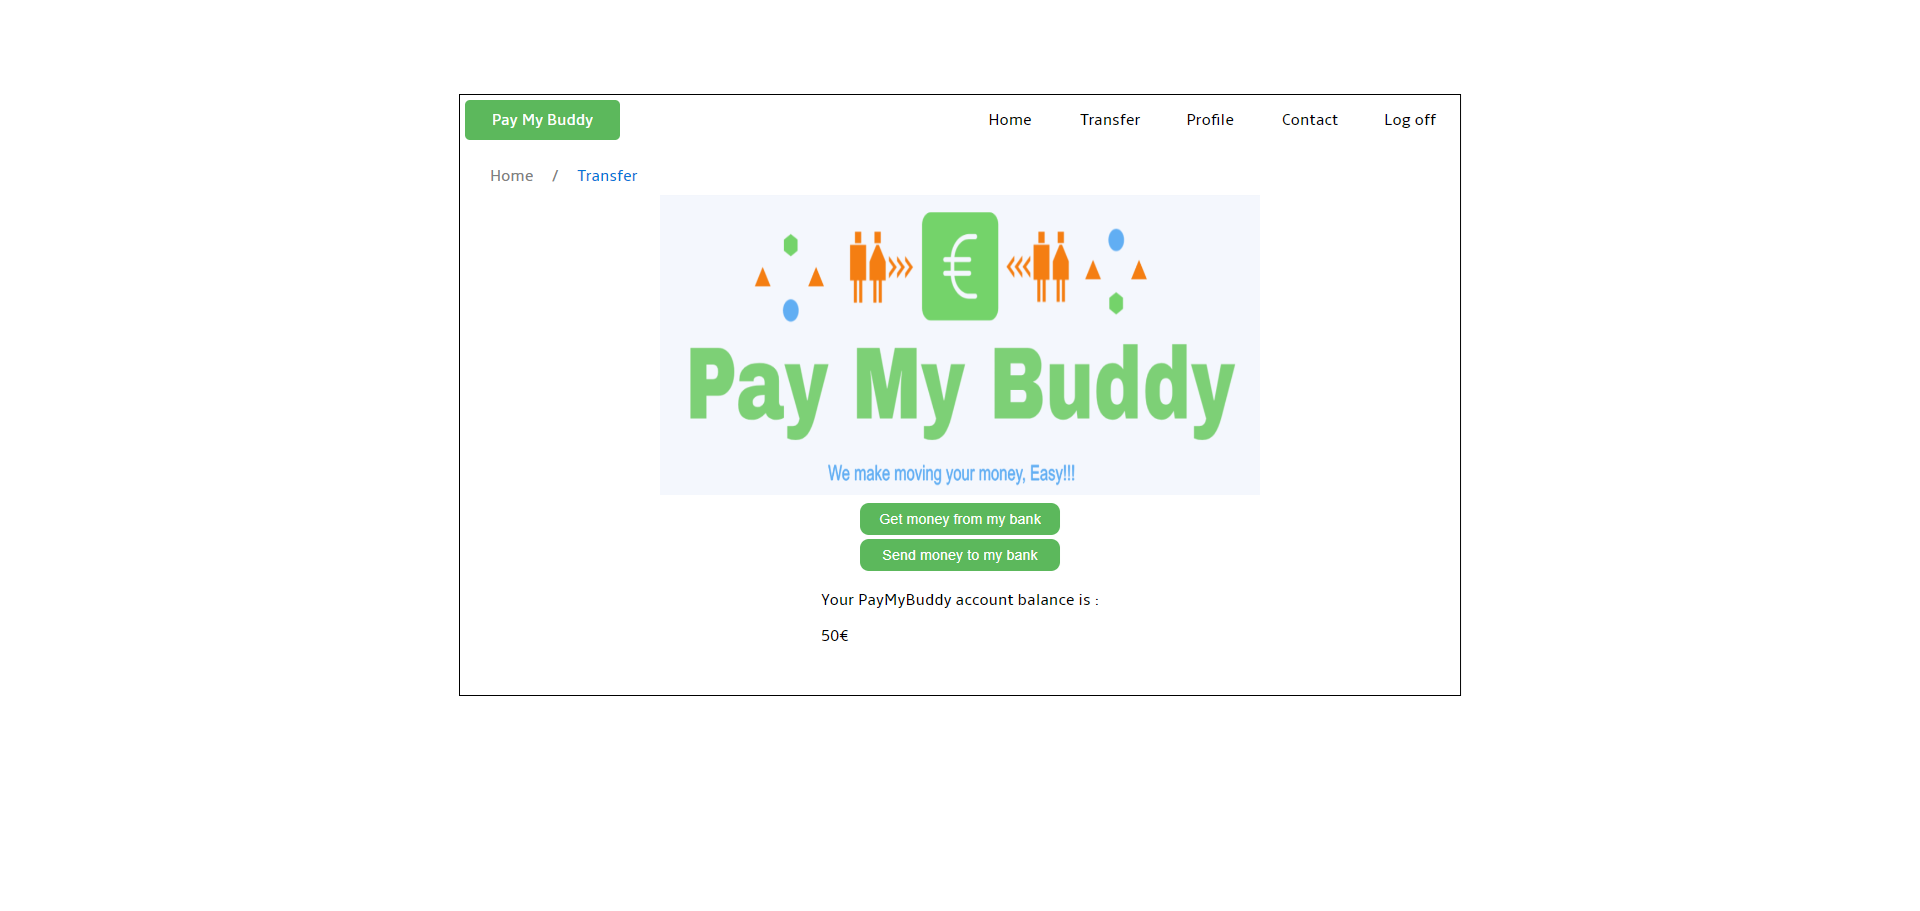 Pay My Buddy Home Transfer Profile Contact Log off
Home / Transfer
€
Pay My Buddy
We make moving your money, Easy!!!
Get money from my bank
Send money to my bank
Your PayMyBuddy account balance is :
50€